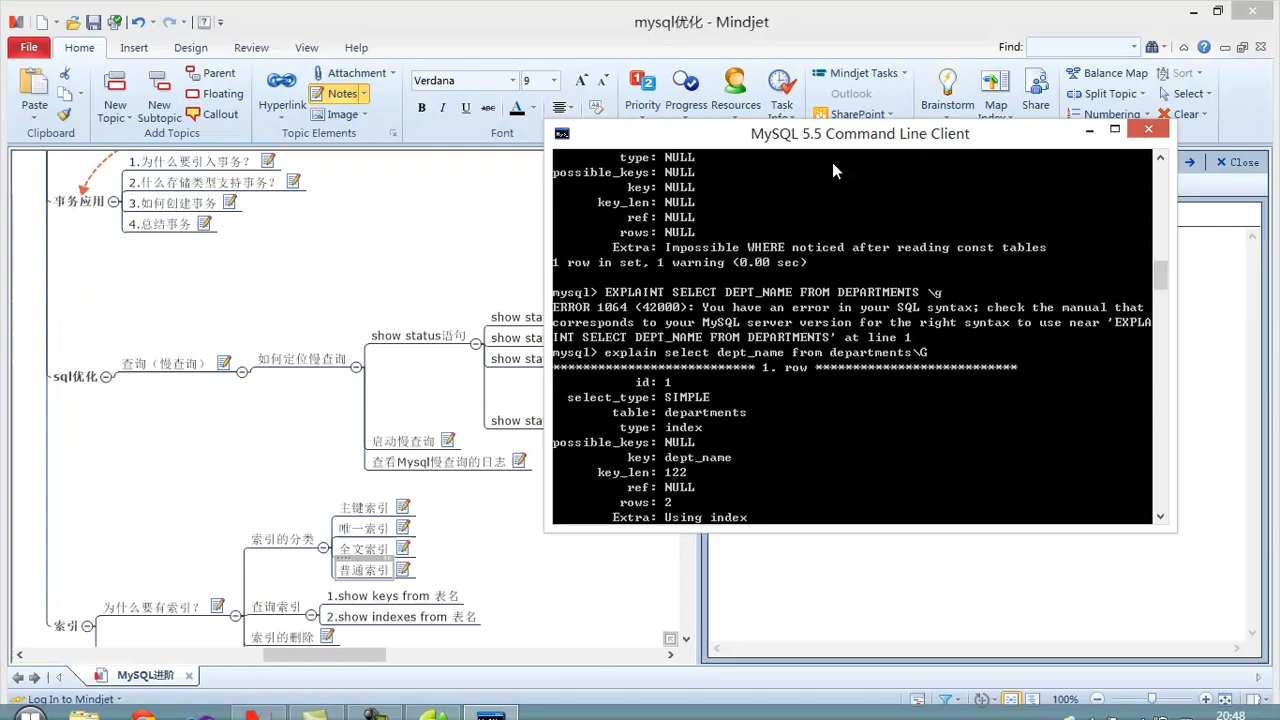 mysql优化 - Mindjet
File
Home
Insert
Design
Review
View
Help
Find:
Paste
Clipboard
New Topic
New Subtopic
Parent
Floating
Callout
Add Topics
Hyperlink
Attachment
Notes
Image
Topic Elements
Verdana
9
B I U abc A
Font
Priority
Progress
Resources
Task
Mindjet Tasks
Outlook
SharePoint
Brainstorm
Map
Share
Balance Map
Split Topic
Numbering
Sort
Select
Clear
Close
事务应用
1.为什么要引入事务?
2.什么存储类型支持事务?
3.如何创建事务
4.总结事务
sql优化
查询（慢查询）
如何定位慢查询
show status语句
show sta
show sta
show sta
show sta
启动慢查询
查看Mysql慢查询的日志
索引
为什么要有索引?
索引的分类
主键索引
唯一索引
全文索引
普通索引
查询索引
1.show keys from 表名
2.show indexes from 表名
索引的删除
MySQL 5.5 Command Line Client
type: NULL
possible_keys: NULL
key: NULL
key_len: NULL
ref: NULL
rows: NULL
Extra: Impossible WHERE noticed after reading const tables
1 row in set, 1 warning (0.00 sec)
mysql> EXPLAINT SELECT DEPT_NAME FROM DEPARTMENTS \g
ERROR 1064 (42000): You have an error in your SQL syntax; check the manual that
corresponds to your MySQL server version for the right syntax to use near 'EXPLA
INT SELECT DEPT_NAME FROM DEPARTMENTS' at line 1
mysql> explain select dept_name from departments\G
*************************** 1. row ***************************
id: 1
select_type: SIMPLE
table: departments
type: index
possible_keys: NULL
key: dept_name
key_len: 122
ref: NULL
rows: 2
Extra: Using index
MySQL进阶
Log In to Mindjet
100%
20:48